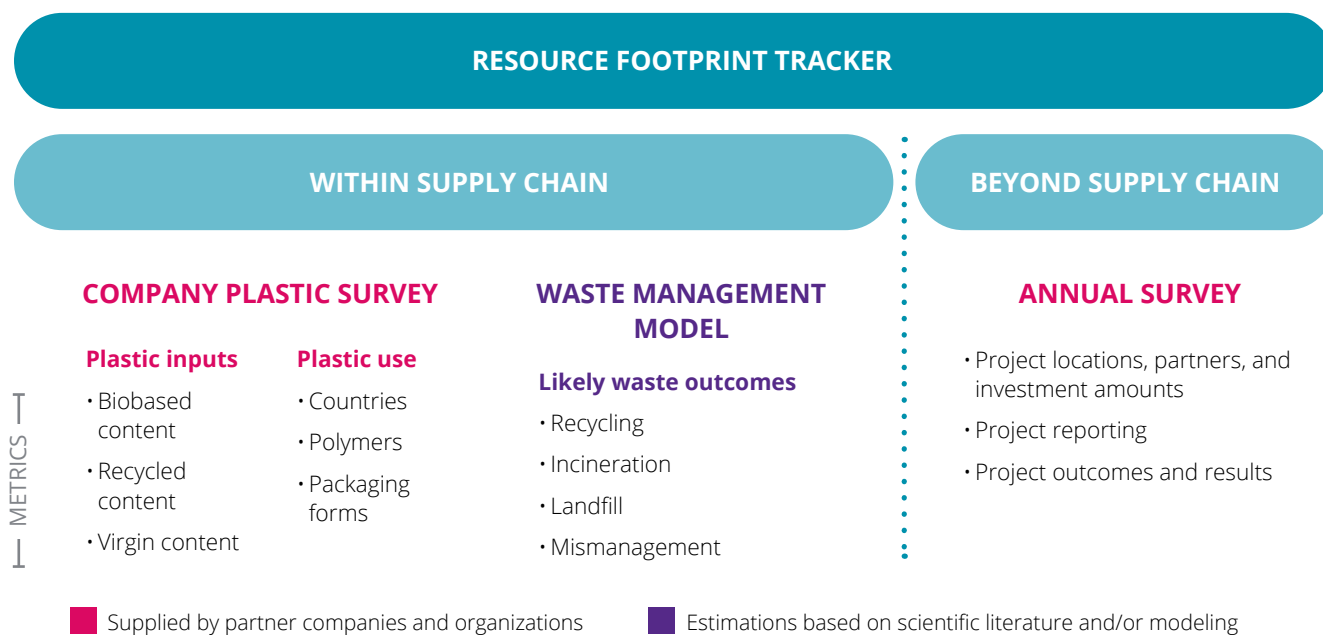 RESOURCE FOOTPRINT TRACKER
WITHIN SUPPLY CHAIN
BEYOND SUPPLY CHAIN
COMPANY PLASTIC SURVEY
Plastic inputs
· Biobased
content
· Recycled
content
· Virgin content
Plastic use
· Countries
· Polymers
· Packaging
forms
WASTE MANAGEMENT
MODEL
Likely waste outcomes
· Recycling
· Incineration
· Landfill
· Mismanagement
ANNUAL SURVEY
· Project locations, partners, and
investment amounts
· Project reporting
· Project outcomes and results
METRICS
Supplied by partner companies and organizations
Estimations based on scientific literature and/or modeling